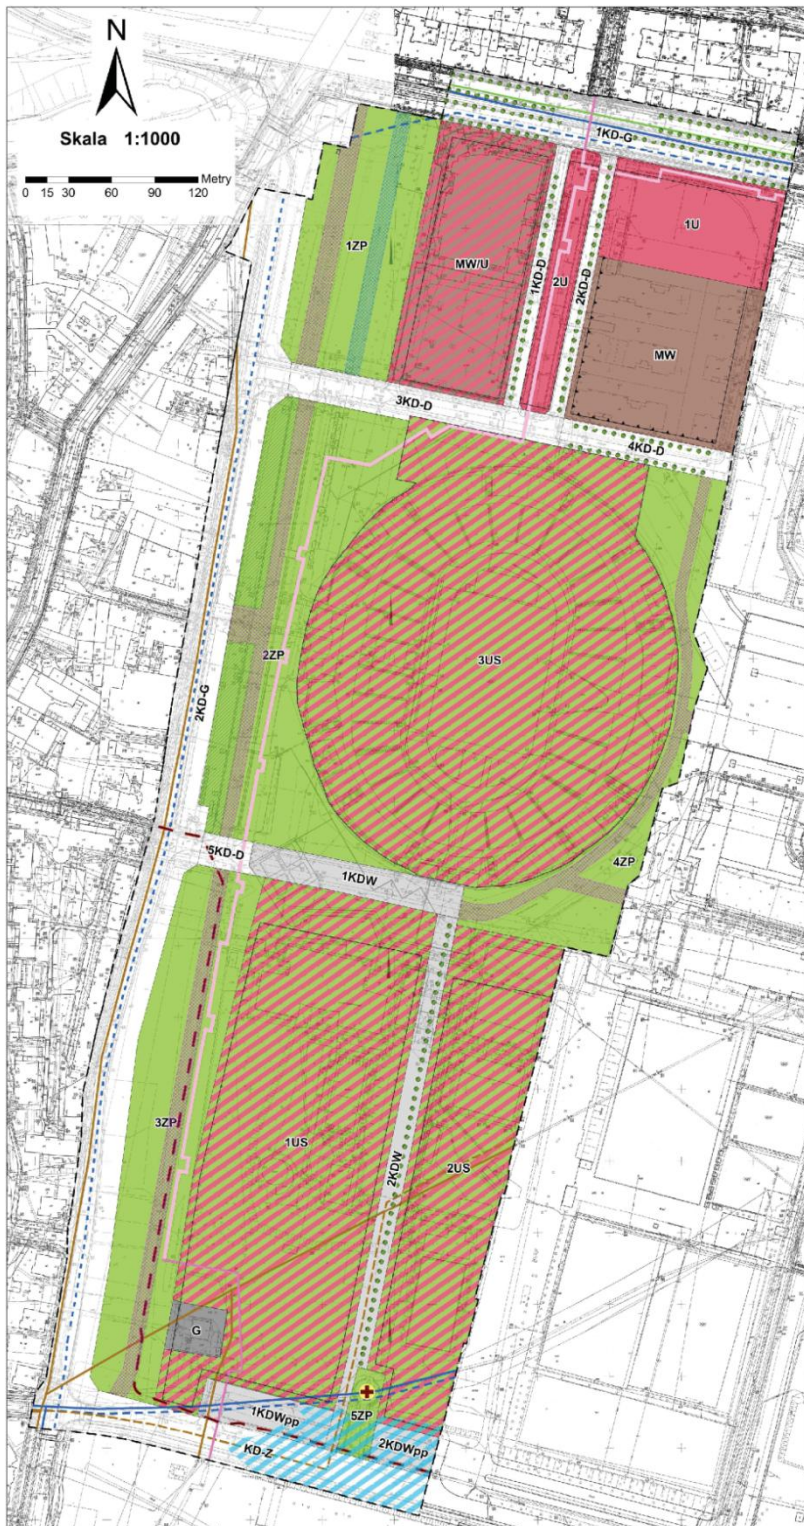 N
Skala 1:1000
Metry
0 15 30 60 90 120
1KD-G
1ZP
1U
MW/U
1KD-D
2U
2KD-D
MW
3KD-D
4KD-D
2ZP
3US
2KD-G
5KD-D
1KDW
4ZP
3ZP
1US
2KDW
2US
G
1KDWpp
5ZP
2KDWpp
KD-Z